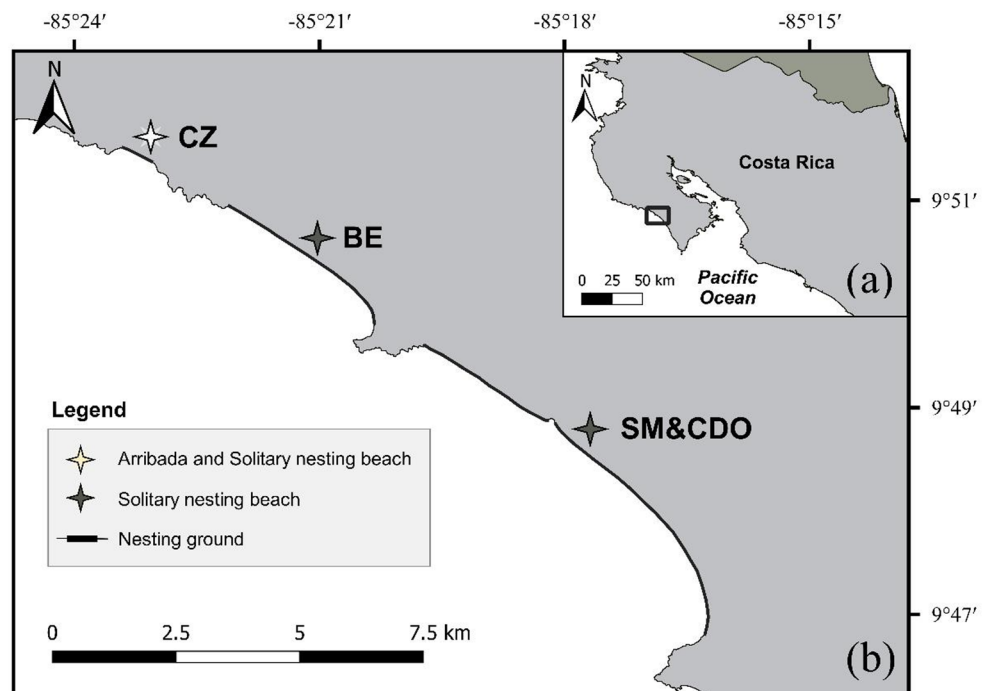 -85°24′ -85°21′ -85°18′ -85°15′
N
CZ
BE
SM&CDO
N
Costa Rica
0 25 50 km
Pacific
Ocean
(a)
9°51′
9°49′
9°47′
Legend
Arribada and Solitary nesting beach
Solitary nesting beach
Nesting ground
0 2.5 5 7.5 km
(b)